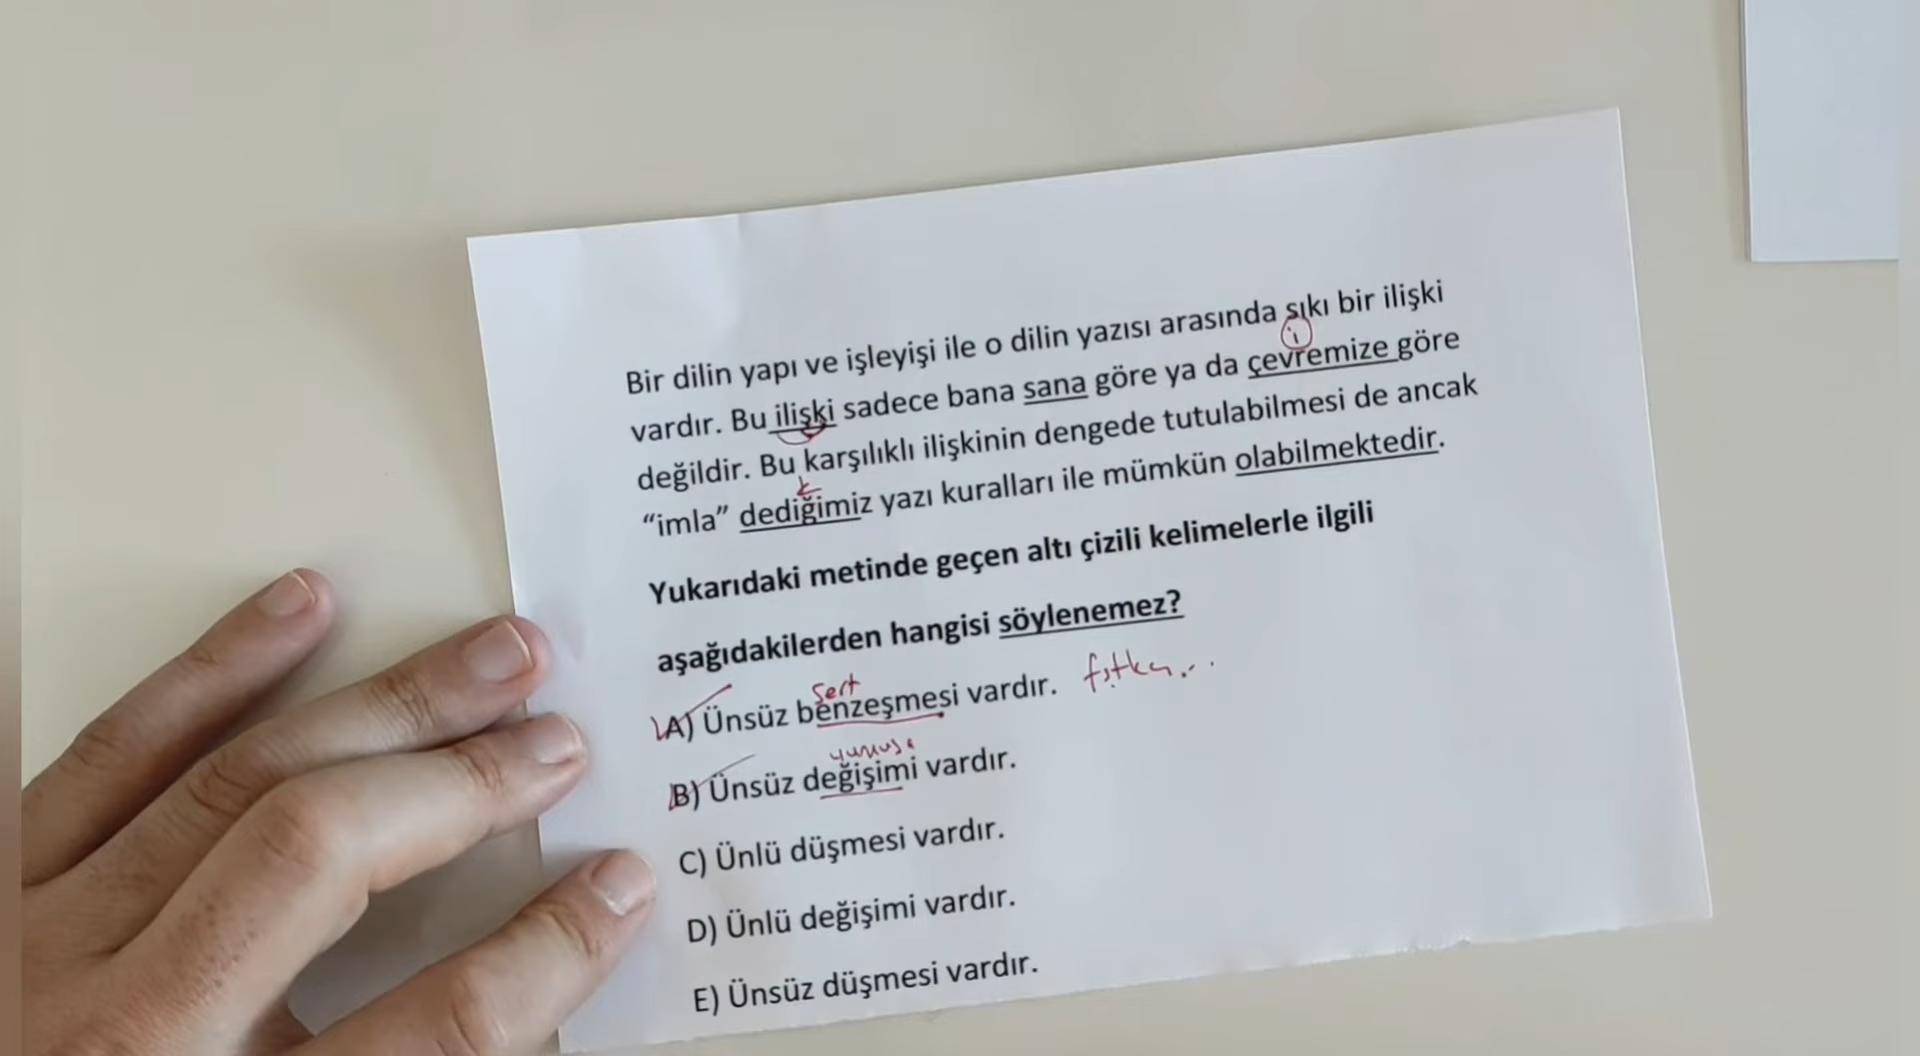 Bir dilin yapı ve işleyişi ile o dilin yazısı arasında sıkı bir ilişki
i
vardır. Bu ilişki sadece bana sana göre ya da çevremize göre
değildir. Bu karşılıklı ilişkinin dengede tutulabilmesi de ancak
k
"imla" dediğimiz yazı kuralları ile mümkün olabilmektedir.
Yukarıdaki metinde geçen altı çizili kelimelerle ilgili
aşağıdakilerden hangisi söylenemez?
Sert
A) Ünsüz benzeşmesi vardır. fıstkç...
yumuş.
B) Ünsüz değişimi vardır.
C) Ünlü düşmesi vardır.
D) Ünlü değişimi vardır.
E) Ünsüz düşmesi vardır.